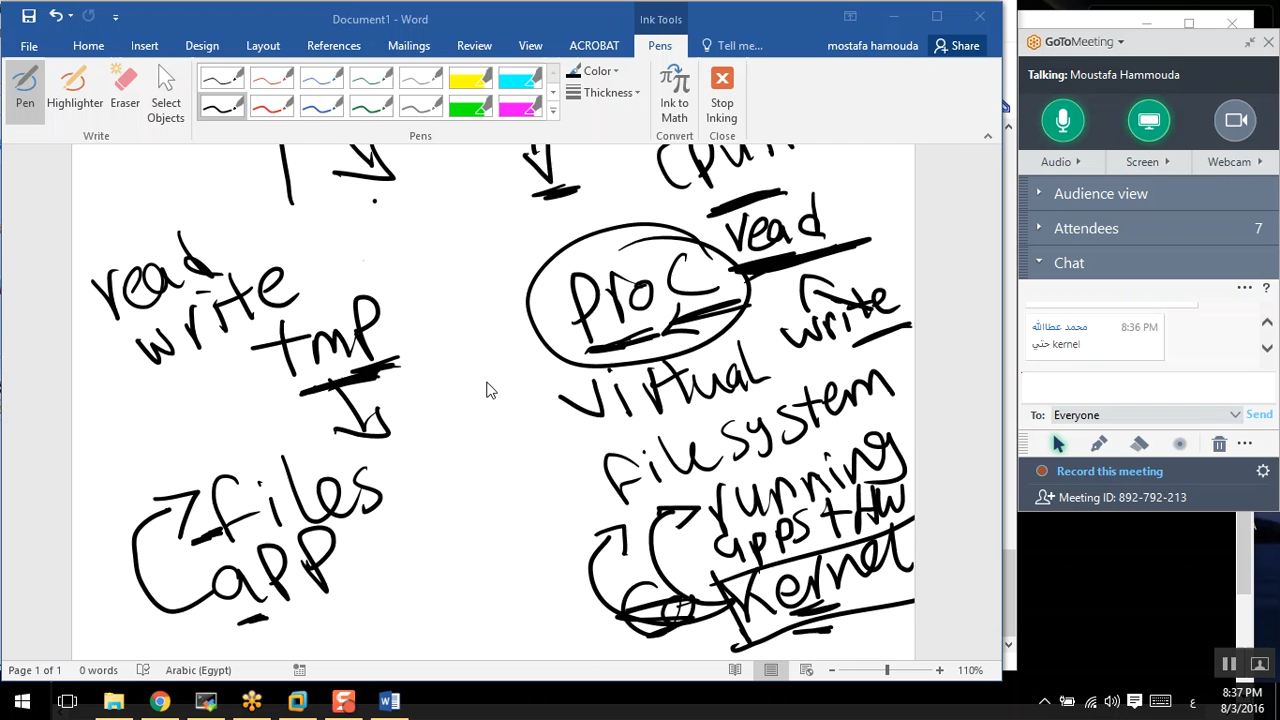 Document1 - Word
Ink Tools
File
Home
Insert
Design
Layout
References
Mailings
Review
View
ACROBAT
Pens
Tell me...
mostafa hamouda
Share
Pen
Highlighter
Eraser
Select Objects
Color
Thickness
Ink to Math
Stop Inking
Write
Pens
Convert
Close
read
read
write
proc
write
tmp
virtual
filesystem
files
running
app
apps + HW
Kernel
Page 1 of 1
0 words
Arabic (Egypt)
110%
GoToMeeting
Talking: Moustafa Hammouda
Audio
Screen
Webcam
Audience view
Attendees
7
Chat
محمد عطاالله
8:36 PM
حتي kernel
To:
Everyone
Send
Record this meeting
Meeting ID: 892-792-213
ع
8:37 PM
8/3/2016